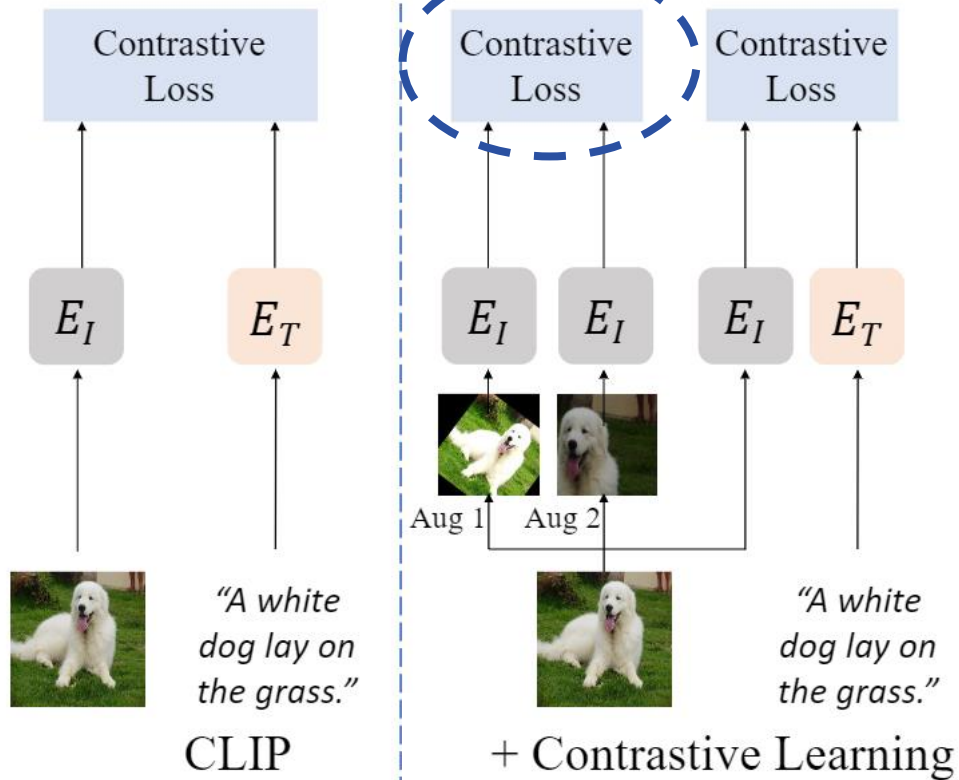 Contrastive
Loss
Contrastive
Loss
Contrastive
Loss
E_I
E_T
E_I
E_I
E_I
E_T
Aug 1
Aug 2
“A white
dog lay on
the grass.”
“A white
dog lay on
the grass.”
CLIP
+ Contrastive Learning